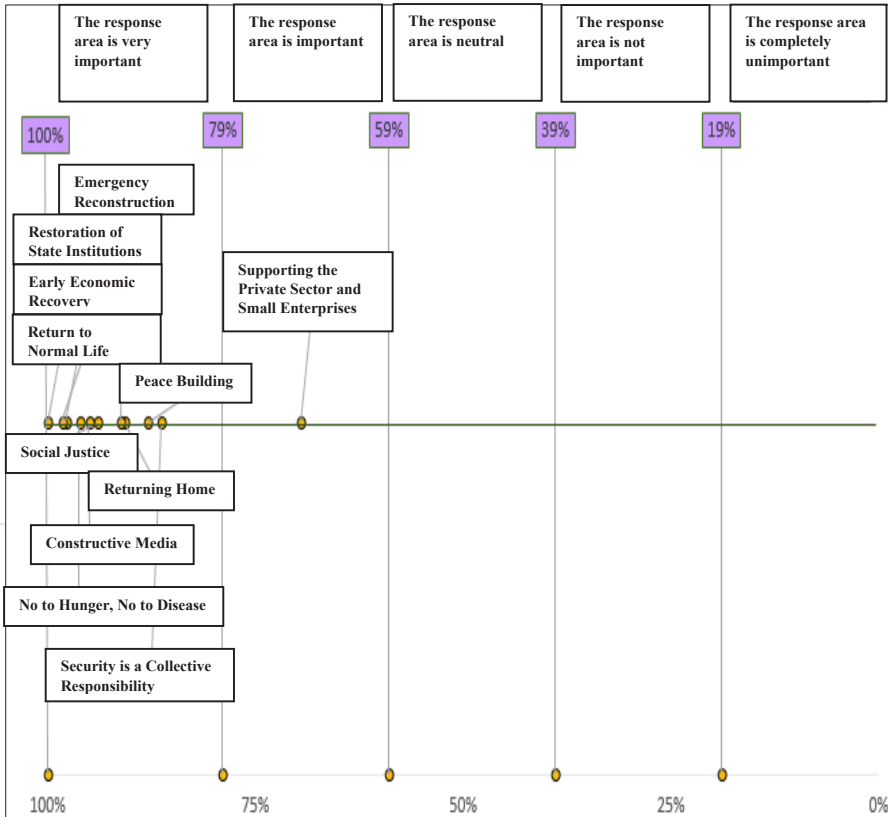 The response
area is very
important
The response
area is important
The response
area is neutral
The response
area is not
important
The response area
is completely
unimportant
100%
79%
59%
39%
19%
Emergency
Reconstruction
Restoration of
State Institutions
Early Economic
Recovery
Return to
Normal Life
Supporting the
Private Sector and
Small Enterprises
Peace Building
Social Justice
Returning Home
Constructive Media
No to Hunger, No to Disease
Security is a Collective
Responsibility
100%
75%
50%
25%
0%